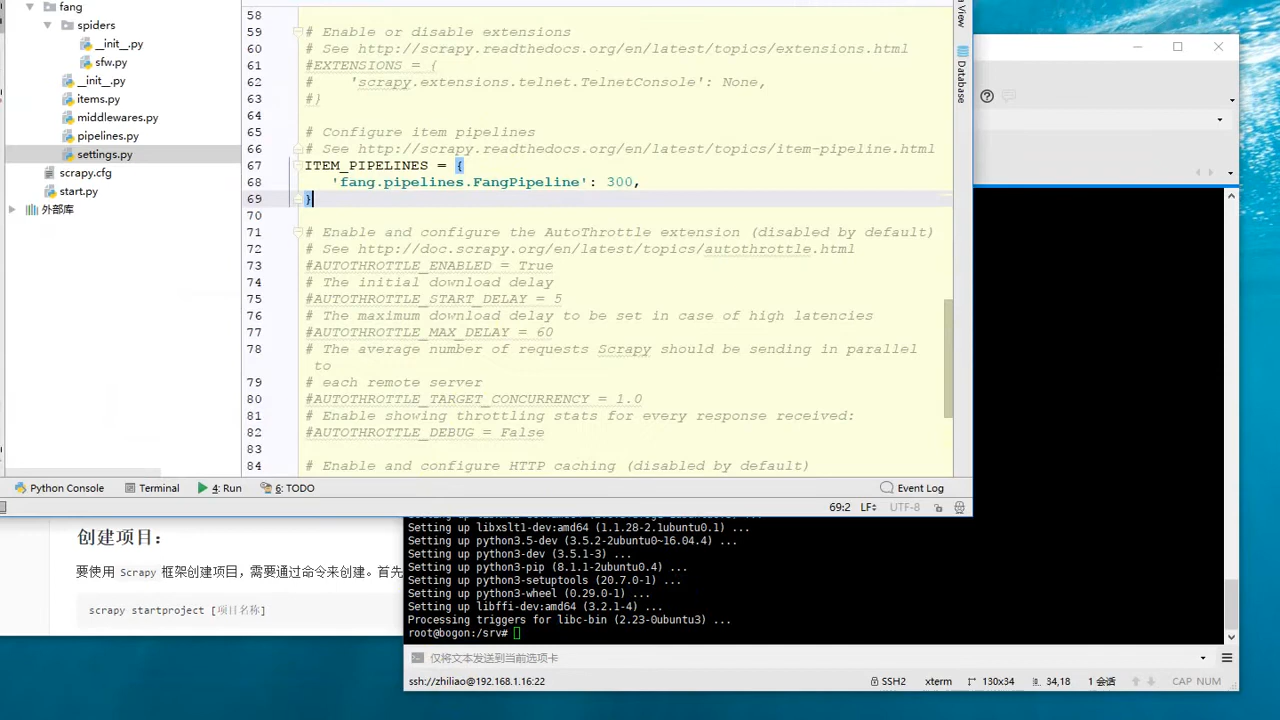 fang
spiders
__init__.py
sfw.py
__init__.py
items.py
middlewares.py
pipelines.py
settings.py
scrapy.cfg
start.py
外部库
58
59 # Enable or disable extensions
60 # See http://scrapy.readthedocs.org/en/latest/topics/extensions.html
61 #EXTENSIONS = {
62 #    'scrapy.extensions.telnet.TelnetConsole': None,
63 #}
64
65 # Configure item pipelines
66 # See http://scrapy.readthedocs.org/en/latest/topics/item-pipeline.html
67 ITEM_PIPELINES = {
68    'fang.pipelines.FangPipeline': 300,
69 }
70
71 # Enable and configure the AutoThrottle extension (disabled by default)
72 # See http://doc.scrapy.org/en/latest/topics/autothrottle.html
73 #AUTOTHROTTLE_ENABLED = True
74 # The initial download delay
75 #AUTOTHROTTLE_START_DELAY = 5
76 # The maximum download delay to be set in case of high latencies
77 #AUTOTHROTTLE_MAX_DELAY = 60
78 # The average number of requests Scrapy should be sending in parallel
to
79 # each remote server
80 #AUTOTHROTTLE_TARGET_CONCURRENCY = 1.0
81 # Enable showing throttling stats for every response received:
82 #AUTOTHROTTLE_DEBUG = False
83
84 # Enable and configure HTTP caching (disabled by default)
Database
Python Console Terminal 4: Run 6: TODO Event Log
69:2 LF UTF-8
创建项目：
要使用 Scrapy 框架创建项目，需要通过命令来创建。首先
scrapy startproject [项目名称]
Setting up libxslt1-dev:amd64 (1.1.28-2.1ubuntu0.1) ...
Setting up python3.5-dev (3.5.2-2ubuntu0~16.04.4) ...
Setting up python3-dev (3.5.1-3) ...
Setting up python3-pip (8.1.1-2ubuntu0.4) ...
Setting up python3-setuptools (20.7.0-1) ...
Setting up python3-wheel (0.29.0-1) ...
Setting up libffi-dev:amd64 (3.2.1-4) ...
Processing triggers for libc-bin (2.23-0ubuntu3) ...
root@bogon:/srv#
仅将文本发送到当前选项卡
ssh://zhiliao@192.168.1.16:22 SSH2 xterm 130x34 34,18 1 会话 CAP NUM